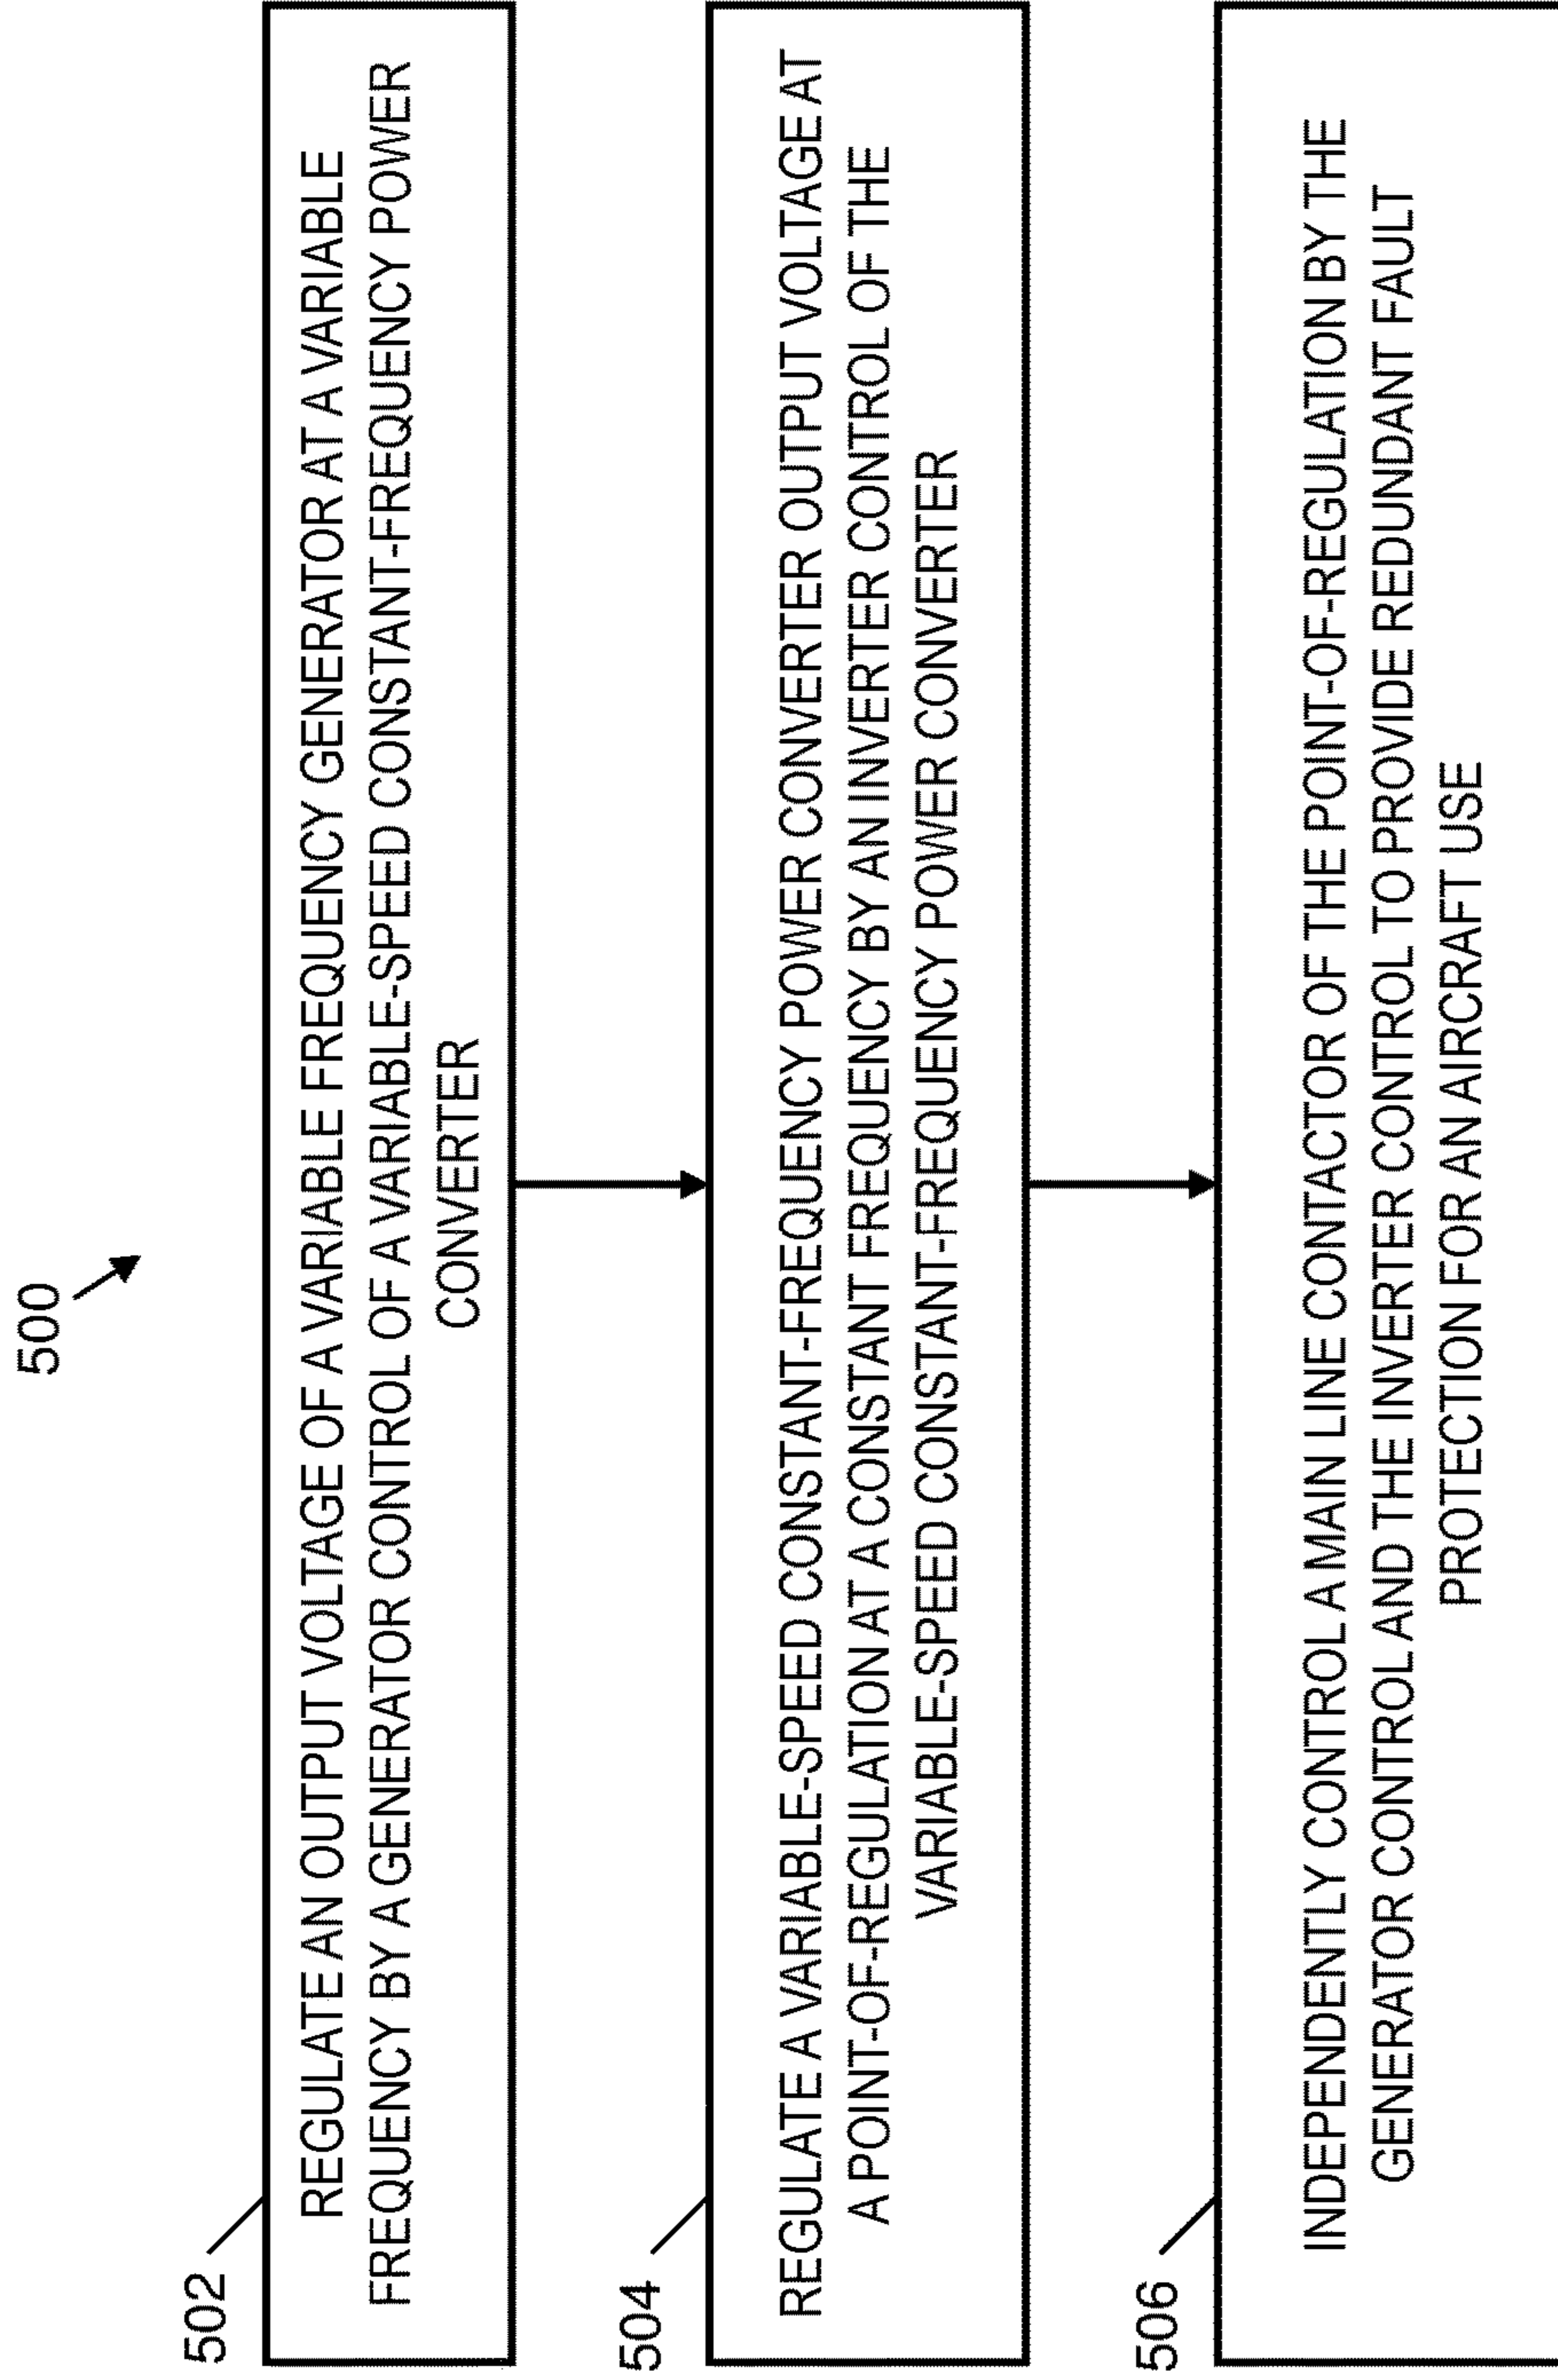 500
502
REGULATE AN OUTPUT VOLTAGE OF A VARIABLE FREQUENCY GENERATOR AT A VARIABLE
FREQUENCY BY A GENERATOR CONTROL OF A VARIABLE-SPEED CONSTANT-FREQUENCY POWER
CONVERTER
504
REGULATE A VARIABLE-SPEED CONSTANT-FREQUENCY POWER CONVERTER OUTPUT VOLTAGE AT
A POINT-OF-REGULATION AT A CONSTANT FREQUENCY BY AN INVERTER CONTROL OF THE
VARIABLE-SPEED CONSTANT-FREQUENCY POWER CONVERTER
506
INDEPENDENTLY CONTROL A MAIN LINE CONTACTOR OF THE POINT-OF-REGULATION BY THE
GENERATOR CONTROL AND THE INVERTER CONTROL TO PROVIDE REDUNDANT FAULT
PROTECTION FOR AN AIRCRAFT USE